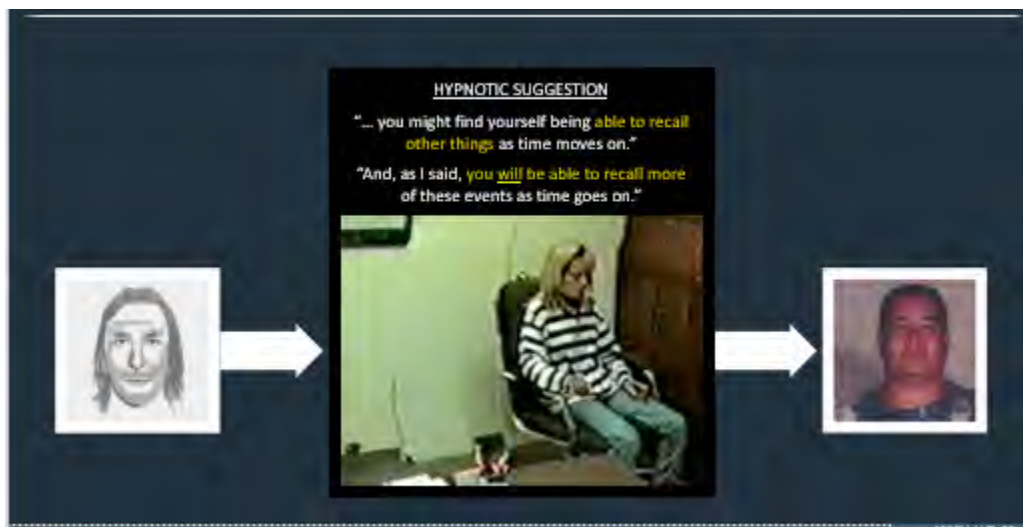 HYPNOTIC SUGGESTION
"... you might find yourself being able to recall
other things as time moves on."
"And, as I said, you will be able to recall more
of these events as time goes on."